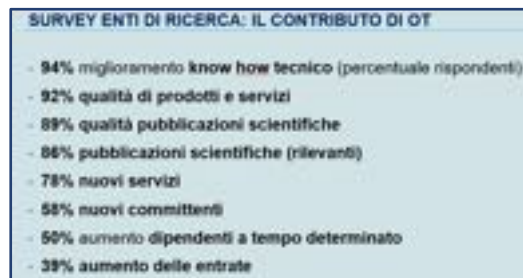 SURVEY ENTI DI RICERCA: IL CONTRIBUTO DI OT
- 94% miglioramento know how tecnico (percentuale rispondenti)
- 92% qualità di prodotti e servizi
- 89% qualità pubblicazioni scientifiche
- 86% pubblicazioni scientifiche (rilevanti)
- 78% nuovi servizi
- 58% nuovi committenti
- 50% aumento dipendenti a tempo determinato
- 39% aumento delle entrate